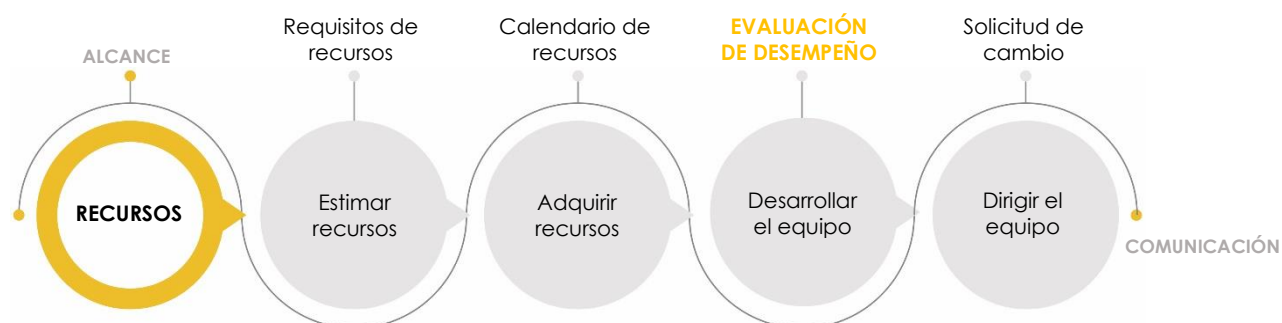 ALCANCE
Requisitos de
recursos
Calendario de
recursos
EVALUACIÓN
DE DESEMPEÑO
Solicitud de
cambio
RECURSOS
Estimar
recursos
Adquirir
recursos
Desarrollar
el equipo
Dirigir el
equipo
COMUNICACIÓN